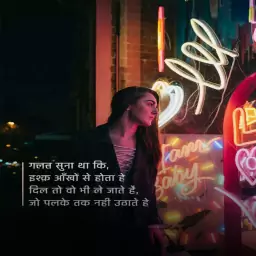 गलत सुना था कि,
इश्क़ आँखों से होता है
दिल तो वो भी ले जाते हैं,
जो पलके तक नही उठाते है